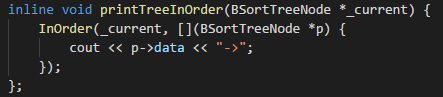 inline void printTreeInOrder(BSortTreeNode *_current) {
    InOrder(_current, [](BSortTreeNode *p) {
        cout << p->data << "->";
    });
};